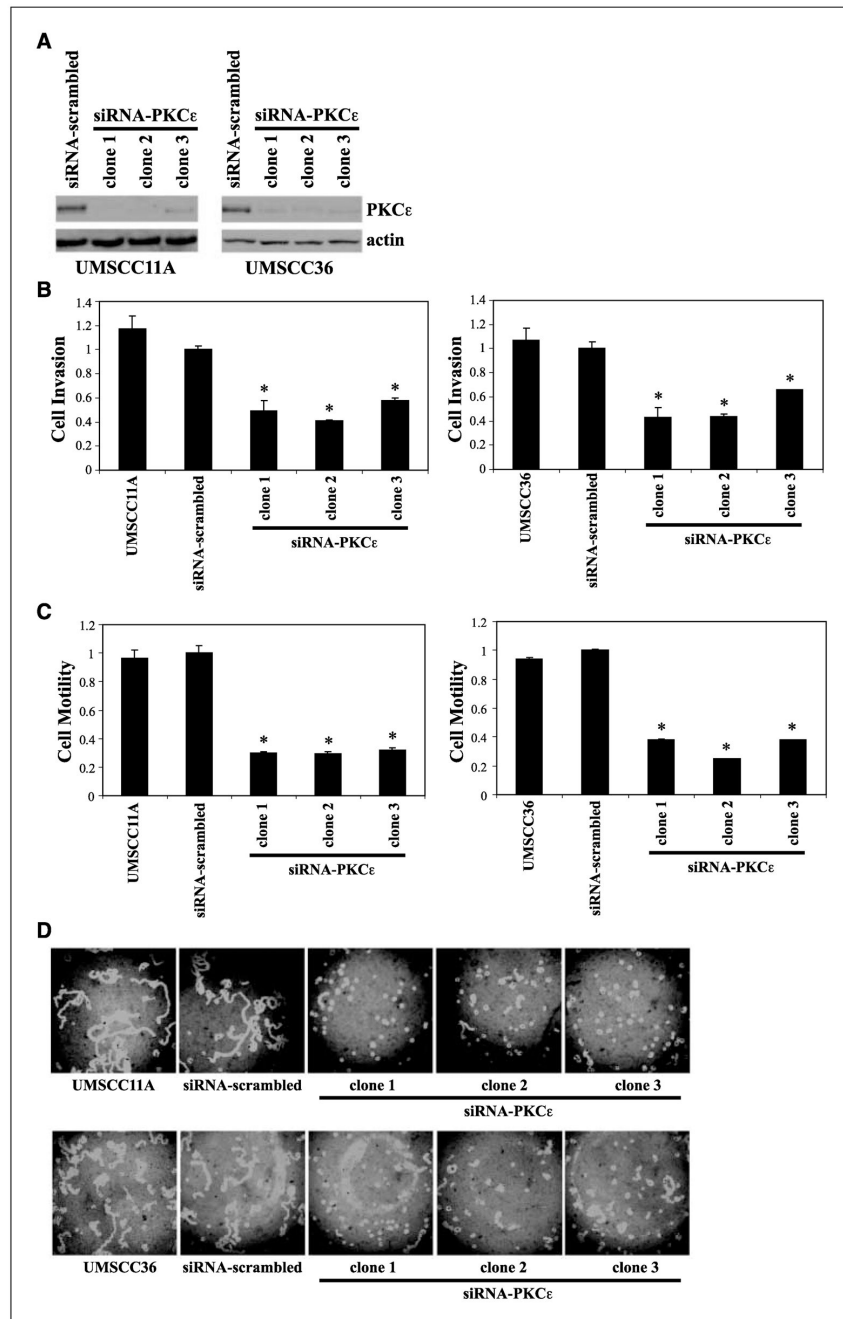 A
siRNA-scrambled
siRNA-PKCε
clone 1
clone 2
clone 3
siRNA-scrambled
siRNA-PKCε
clone 1
clone 2
clone 3
PKCε
actin
UMSCC11A
UMSCC36
B
Cell Invasion
1.4
1.2
1
0.8
0.6
0.4
0.2
0
*
*
*
UMSCC11A
siRNA-scrambled
clone 1
clone 2
clone 3
siRNA-PKCε
Cell Invasion
1.4
1.2
1
0.8
0.6
0.4
0.2
0
*
*
*
UMSCC36
siRNA-scrambled
clone 1
clone 2
clone 3
siRNA-PKCε
C
Cell Motility
1.2
1
0.8
0.6
0.4
0.2
0
*
*
*
UMSCC11A
siRNA-scrambled
clone 1
clone 2
clone 3
siRNA-PKCε
Cell Motility
1.2
1
0.8
0.6
0.4
0.2
0
*
*
*
UMSCC36
siRNA-scrambled
clone 1
clone 2
clone 3
siRNA-PKCε
D
UMSCC11A
siRNA-scrambled
clone 1
clone 2
clone 3
siRNA-PKCε
UMSCC36
siRNA-scrambled
clone 1
clone 2
clone 3
siRNA-PKCε